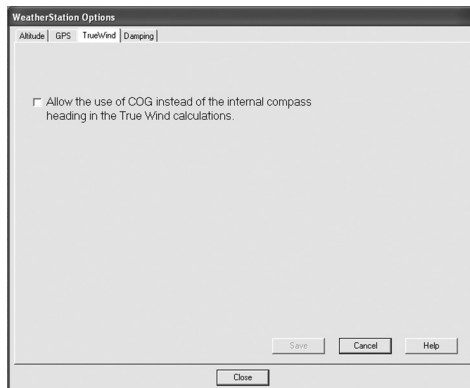 WeatherStation Options
Altitude GPS TrueWind Damping
Allow the use of COG instead of the internal compass
heading in the True Wind calculations.
Save Cancel Help
Close